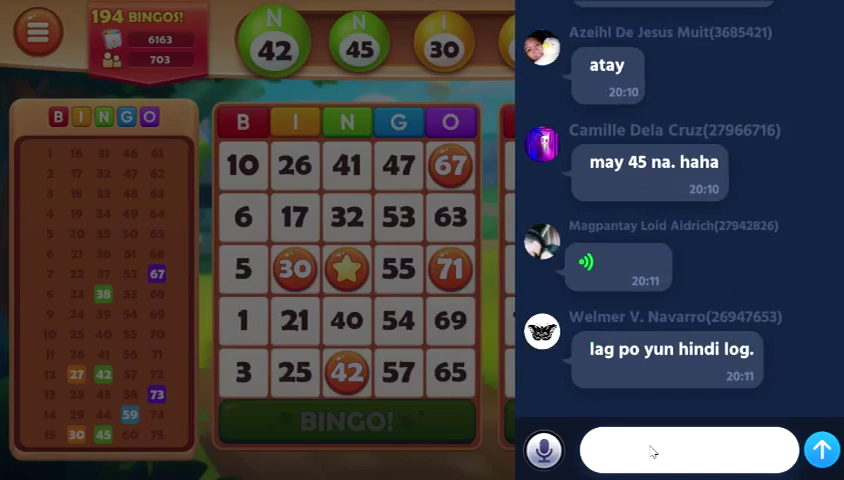 194 BINGOS!
6163
703
N
42
N
45
I
30
B I N G O
1 16 31 46 61
2 17 32 47 62
3 18 33 48 63
4 19 34 49 64
5 20 35 50 65
6 21 36 51 66
7 22 37 52 67
8 23 38 53 68
9 24 39 54 69
10 25 40 55 70
11 26 41 56 71
12 27 42 57 72
13 28 43 58 73
14 29 44 59 74
15 30 45 60 75
B I N G O
10 26 41 47 67
6 17 32 53 63
5 30 55 71
1 21 40 54 69
3 25 42 57 65
BINGO!
Azeihl De Jesus Muit(3685421)
atay
20:10
Camille Dela Cruz(27966716)
may 45 na. haha
20:10
Magpantay Loid Aldrich(27942826)
20:11
Welmer V. Navarro(26947653)
lag po yun hindi log.
20:11